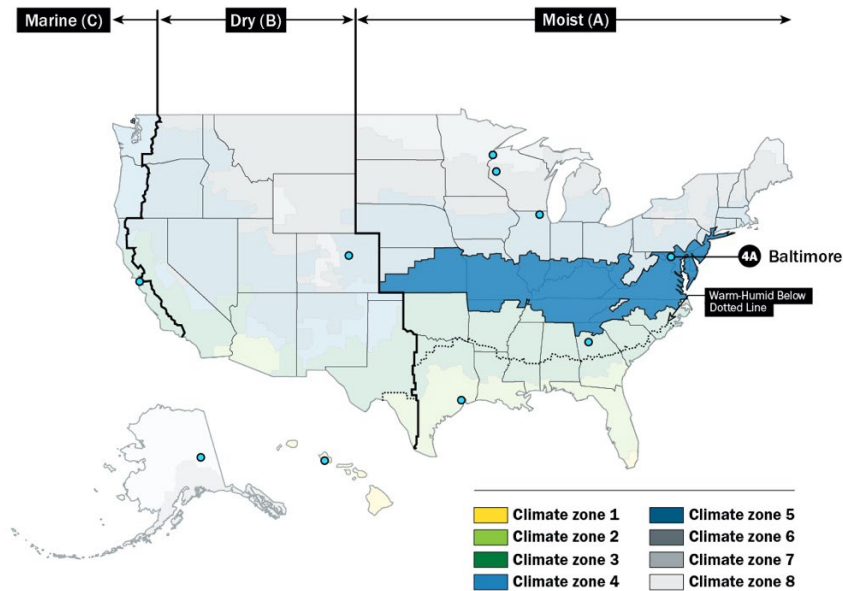 Marine (C)
Dry (B)
Moist (A)
4A Baltimore
Warm-Humid Below
Dotted Line
Climate zone 1
Climate zone 2
Climate zone 3
Climate zone 4
Climate zone 5
Climate zone 6
Climate zone 7
Climate zone 8